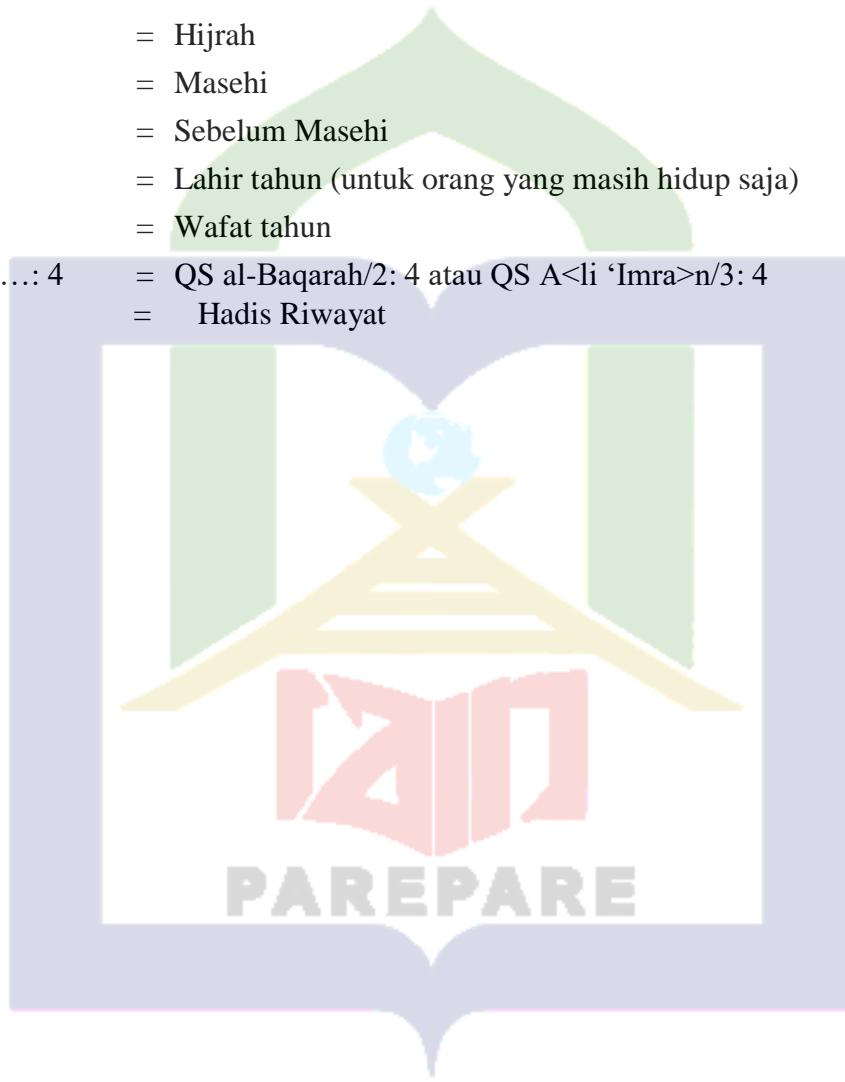 = Hijrah
= Masehi
= Sebelum Masehi
= Lahir tahun (untuk orang yang masih hidup saja)
= Wafat tahun
…: 4 = QS al-Baqarah/2: 4 atau QS A<li ‘Imra>n/3: 4
= Hadis Riwayat
iain
PAREPARE